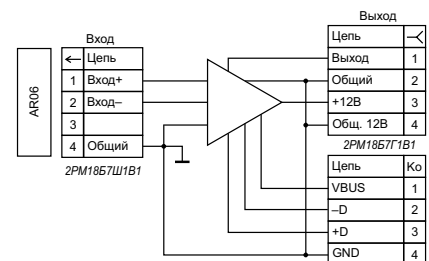 Выход
Вход
AR06
Цепь
1 Вход+
2 Вход–
3
4 Общий
2РМ18Б7Ш1В1
Цепь
Выход 1
Общий 2
+12В 3
Общ. 12В 4
2РМ18Б7Г1В1
Цепь Ко
VBUS 1
–D 2
+D 3
GND 4